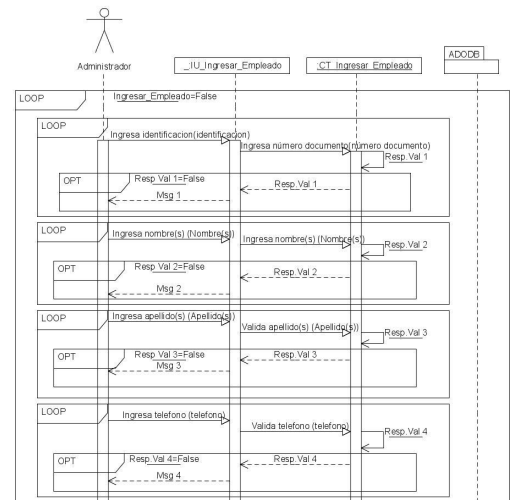 ADODB
Administrador
_:IU_Ingresar_Empleado
:CT_Ingresar_Empleado
LOOP
Ingresar_Empleado=False
LOOP
Ingresa identificacion(identificacion)
Ingresa número documento(número documento)
Resp.Val 1
OPT
Resp Val 1=False
Resp.Val 1
Msg 1
LOOP
Ingresa nombre(s) (Nombre(s))
Ingresa nombre(s) (Nombre(s))
Resp.Val 2
OPT
Resp Val 2=False
Resp.Val 2
Msg 2
LOOP
Ingresa apellido(s) (Apellido(s))
Valida apellido(s) (Apellido(s))
Resp.Val 3
OPT
Resp Val 3=False
Resp.Val 3
Msg 3
LOOP
Ingresa telefono (telefono)
Valida telefono (telefono)
Resp.Val 4
OPT
Resp.Val 4=False
Resp.Val 4
Msg 4